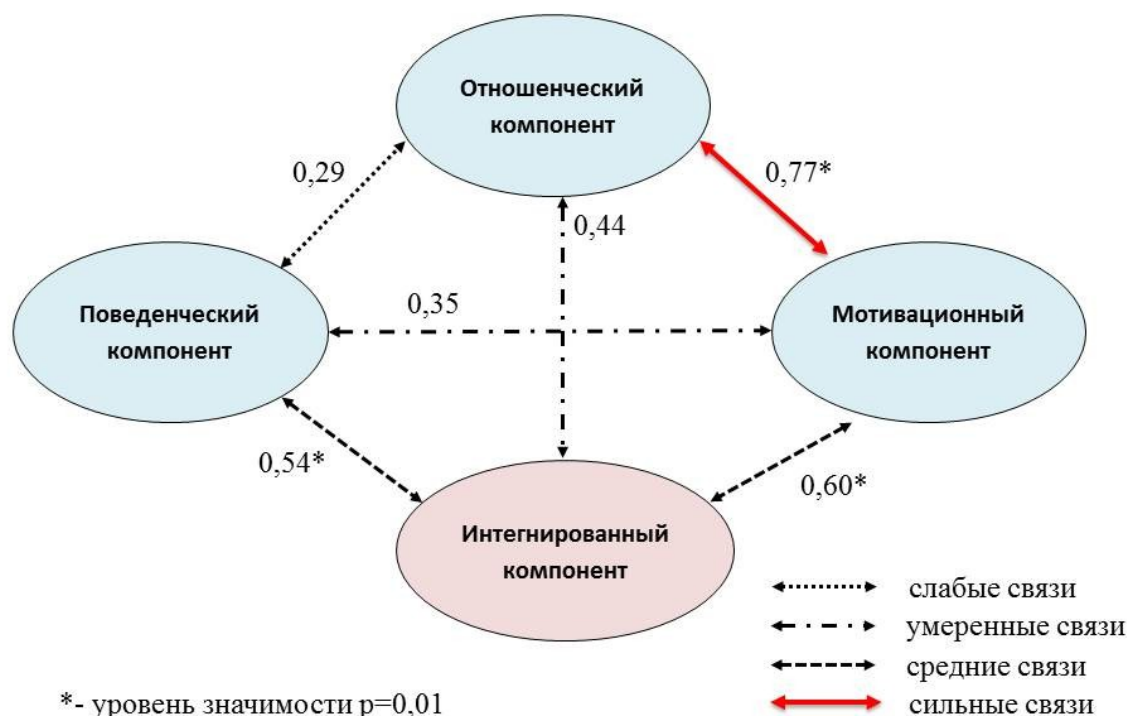 Отношенческий
компонент
0,29
0,77*
0,44
Поведенческий
компонент
0,35
Мотивационный
компонент
0,54*
0,60*
Интегнированный
компонент
слабые связи
умеренные связи
средние связи
сильные связи
*- уровень значимости р=0,01